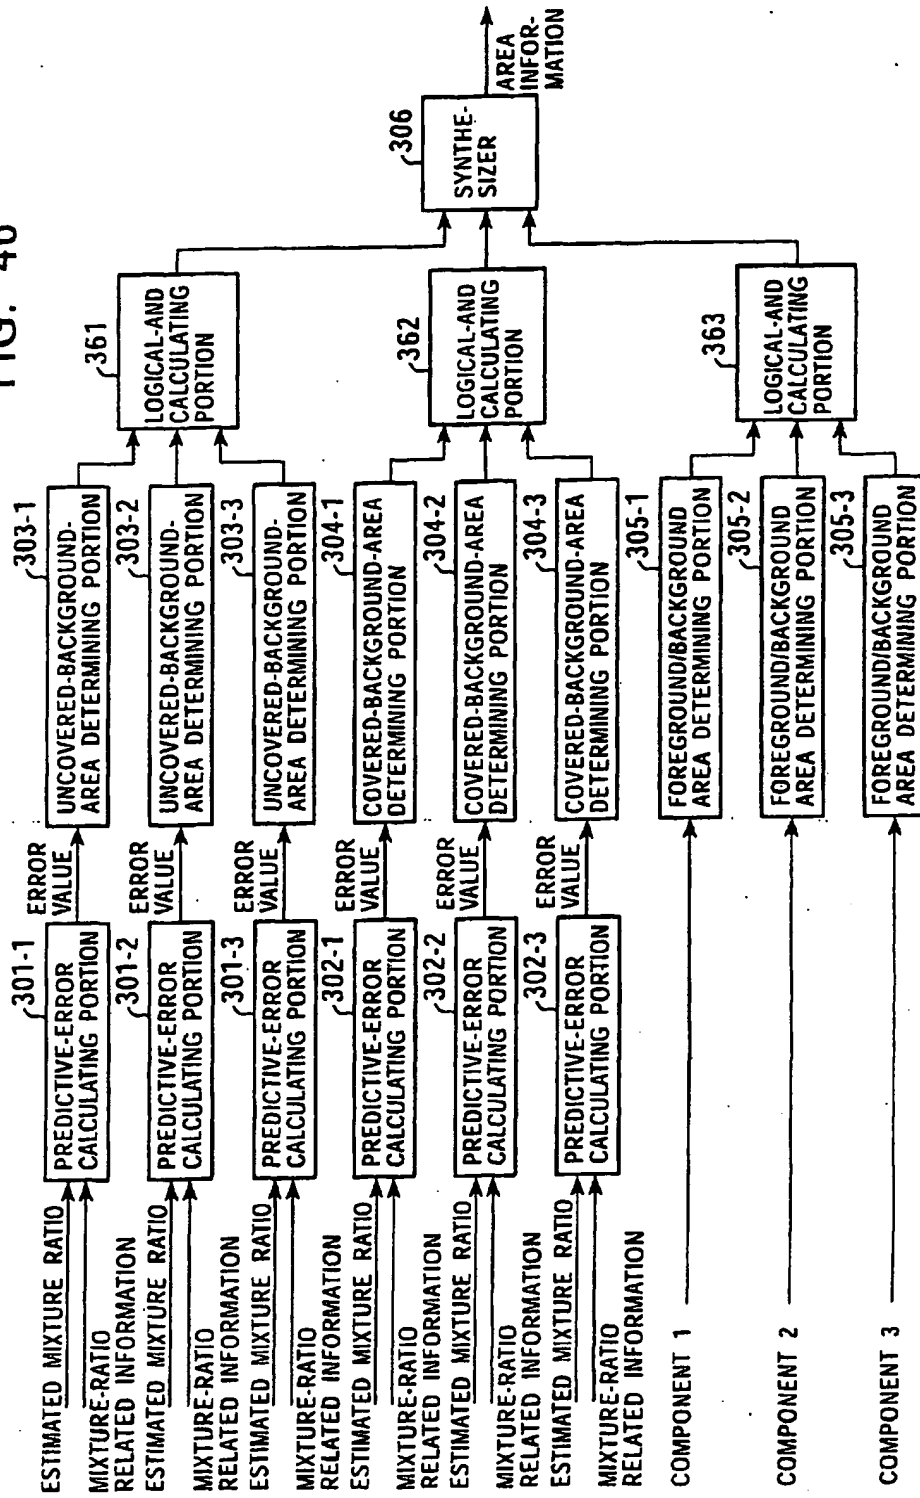 FIG. 46
ESTIMATED MIXTURE RATIO
MIXTURE-RATIO
RELATED INFORMATION
301-1
PREDICTIVE-ERROR
CALCULATING PORTION
ERROR
VALUE
303-1
UNCOVERED-BACKGROUND-
AREA DETERMINING PORTION
ESTIMATED MIXTURE RATIO
MIXTURE-RATIO
RELATED INFORMATION
301-2
PREDICTIVE-ERROR
CALCULATING PORTION
ERROR
VALUE
303-2
UNCOVERED-BACKGROUND-
AREA DETERMINING PORTION
ESTIMATED MIXTURE RATIO
MIXTURE-RATIO
RELATED INFORMATION
301-3
PREDICTIVE-ERROR
CALCULATING PORTION
ERROR
VALUE
303-3
UNCOVERED-BACKGROUND-
AREA DETERMINING PORTION
361
LOGICAL-AND
CALCULATING
PORTION
ESTIMATED MIXTURE RATIO
MIXTURE-RATIO
RELATED INFORMATION
302-1
PREDICTIVE-ERROR
CALCULATING PORTION
ERROR
VALUE
304-1
COVERED-BACKGROUND-AREA
DETERMINING PORTION
ESTIMATED MIXTURE RATIO
MIXTURE-RATIO
RELATED INFORMATION
302-2
PREDICTIVE-ERROR
CALCULATING PORTION
ERROR
VALUE
304-2
COVERED-BACKGROUND-AREA
DETERMINING PORTION
ESTIMATED MIXTURE RATIO
MIXTURE-RATIO
RELATED INFORMATION
302-3
PREDICTIVE-ERROR
CALCULATING PORTION
ERROR
VALUE
304-3
COVERED-BACKGROUND-AREA
DETERMINING PORTION
362
LOGICAL-AND
CALCULATING
PORTION
COMPONENT 1
305-1
FOREGROUND/BACKGROUND
AREA DETERMINING PORTION
COMPONENT 2
305-2
FOREGROUND/BACKGROUND
AREA DETERMINING PORTION
COMPONENT 3
305-3
FOREGROUND/BACKGROUND
AREA DETERMINING PORTION
363
LOGICAL-AND
CALCULATING
PORTION
306
SYNTHE-
SIZER
AREA
INFOR-
MATION